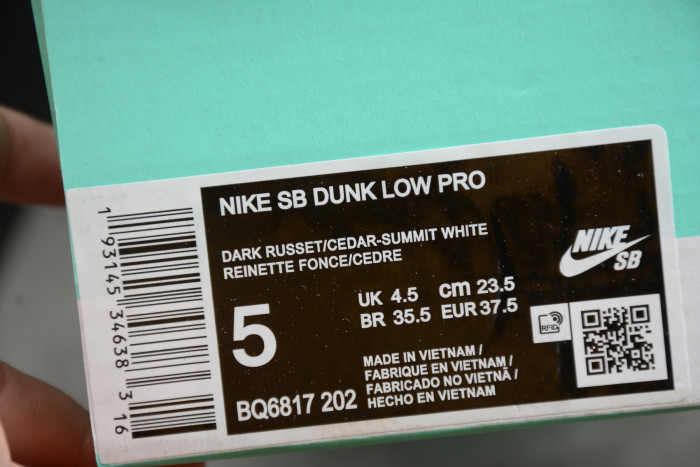 NIKE SB DUNK LOW PRO
DARK RUSSET/CEDAR-SUMMIT WHITE
REINETTE FONCE/CEDRE
5
UK 4.5 cm 23.5
BR 35.5 EUR 37.5
NIKE
SB
RFID
MADE IN VIETNAM /
FABRIQUE EN VIETNAM /
FABRICADO NO VIETNÃ /
HECHO EN VIETNAM
BQ6817 202
1 93145 34638 3 16